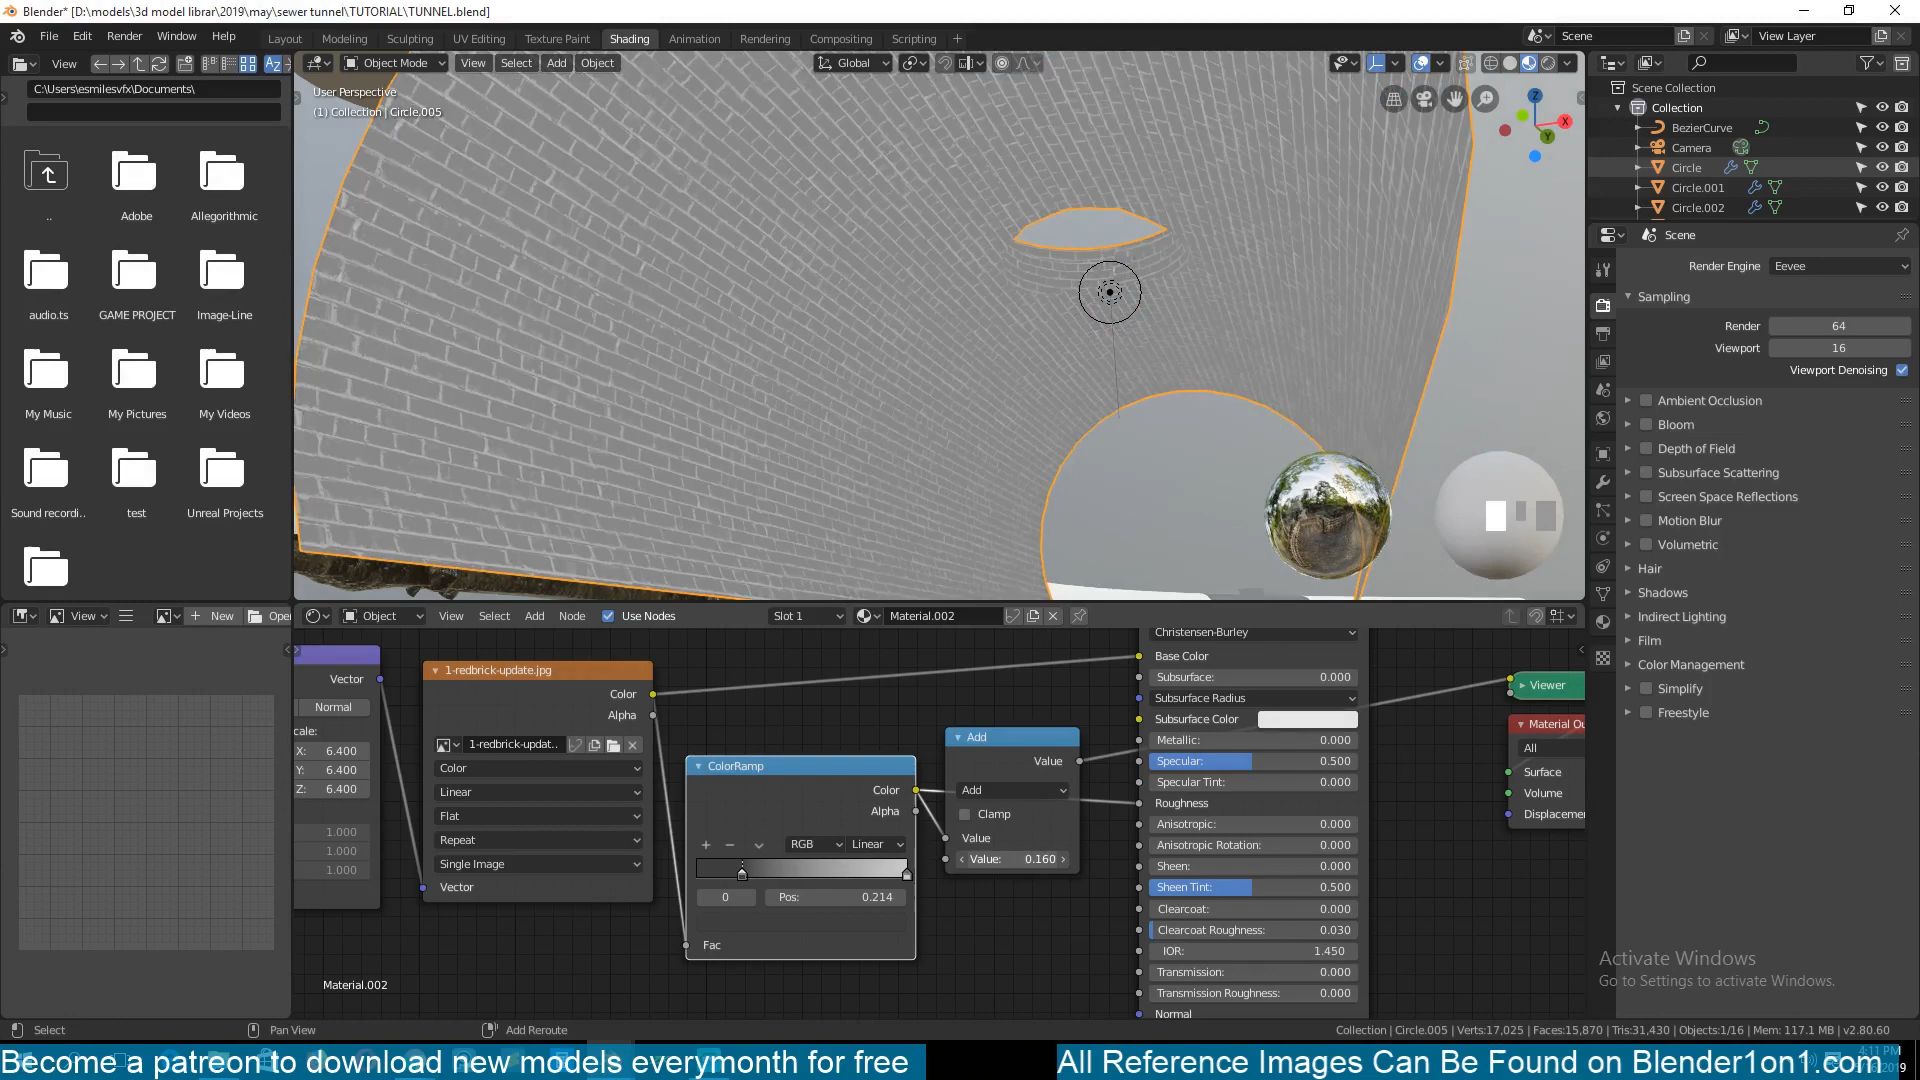 Blender* [D:\models\3d model librar\2019\may\sewer tunnel\TUTORIAL\TUNNEL.blend]
File Edit Render Window Help Layout Modeling Sculpting UV Editing Texture Paint Shading Animation Rendering Compositing Scripting + Scene View Layer
View Object Mode View Select Add Object Global
C:\Users\esmilesvfx\Documents\
User Perspective
(1) Collection | Circle.005
Scene Collection
Collection
BezierCurve
Camera
Circle
Circle.001
Circle.002
Z
X
Y
.. Adobe Allegorithmic
audio.ts GAME PROJECT Image-Line
My Music My Pictures My Videos
Sound recordi.. test Unreal Projects
Scene
Render Engine Eevee
Sampling
Render 64
Viewport 16
Viewport Denoising
Ambient Occlusion
Bloom
Depth of Field
Subsurface Scattering
Screen Space Reflections
Motion Blur
Volumetric
Hair
Shadows
Indirect Lighting
Film
Color Management
Simplify
Freestyle
View New Open
Object View Select Add Node Use Nodes Slot 1 Material.002
Vector
Normal
cale:
X: 6.400
Y: 6.400
Z: 6.400
1.000
1.000
1.000
1-redbrick-update.jpg
Color
Alpha
1-redbrick-updat..
Color
Linear
Flat
Repeat
Single Image
Vector
ColorRamp
Color
Alpha
RGB Linear
0 Pos: 0.214
Fac
Add
Value
Add
Clamp
Value
Value: 0.160
Christensen-Burley
Base Color
Subsurface: 0.000
Subsurface Radius
Subsurface Color
Metallic: 0.000
Specular: 0.500
Specular Tint: 0.000
Roughness
Anisotropic: 0.000
Anisotropic Rotation: 0.000
Sheen: 0.000
Sheen Tint: 0.500
Clearcoat: 0.000
Clearcoat Roughness: 0.030
IOR: 1.450
Transmission: 0.000
Transmission Roughness: 0.000
Normal
Viewer
Material Ou
All
Surface
Volume
Displacemen
Material.002
Activate Windows
Go to Settings to activate Windows.
Select Pan View Add Reroute
Collection | Circle.005 | Verts:17,025 | Faces:15,870 | Tris:31,430 | Objects:1/16 | Mem: 117.1 MB | v2.80.60
Become a patreon to download new models everymonth for free
All Reference Images Can Be Found on Blender1on1.com
4:11 PM